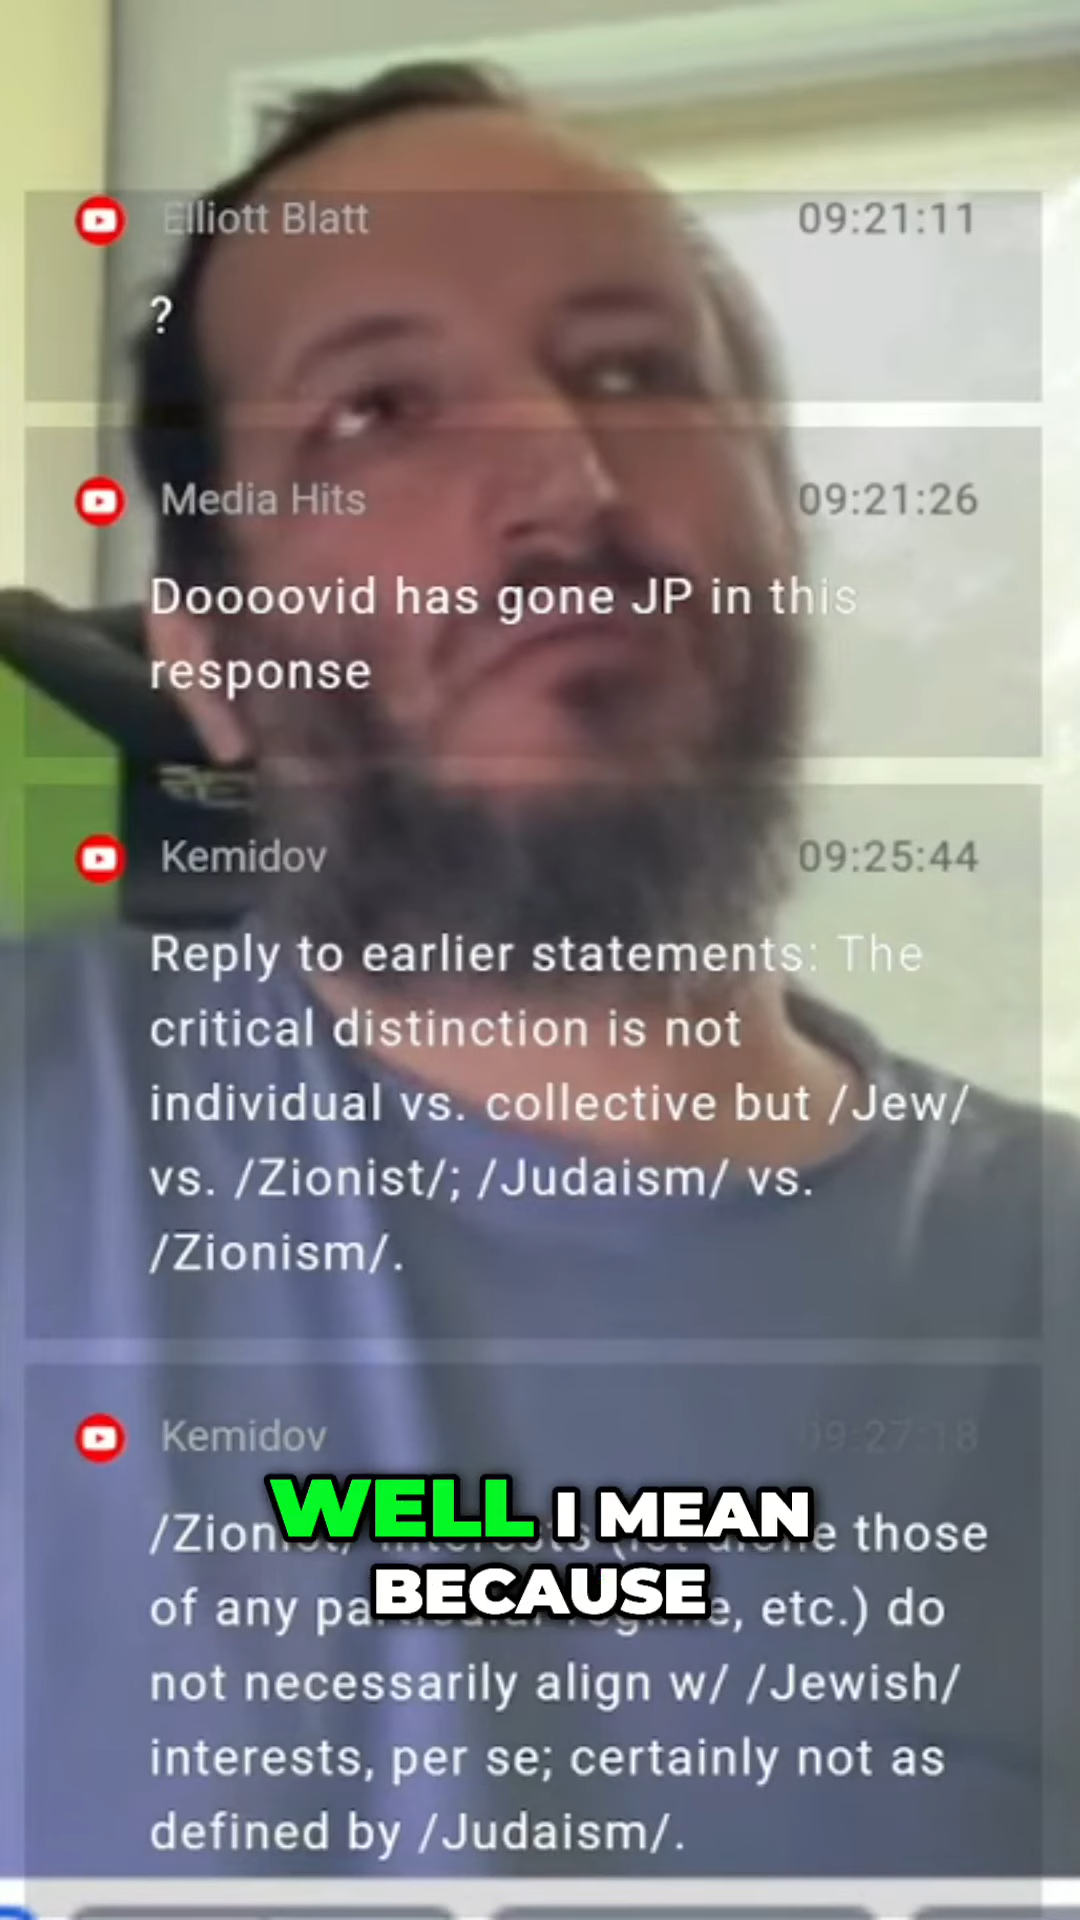 Elliott Blatt 09:21:11
?
Media Hits 09:21:26
Doooovid has gone JP in this
response
Kemidov 09:25:44
Reply to earlier statements: The
critical distinction is not
individual vs. collective but /Jew/
vs. /Zionist/; /Judaism/ vs.
/Zionism/.
Kemidov 09:27:18
those
WELL I MEAN
of any etc.) do
BECAUSE
not necessarily align w/ /Jewish/
interests, per se; certainly not as
defined by /Judaism/.